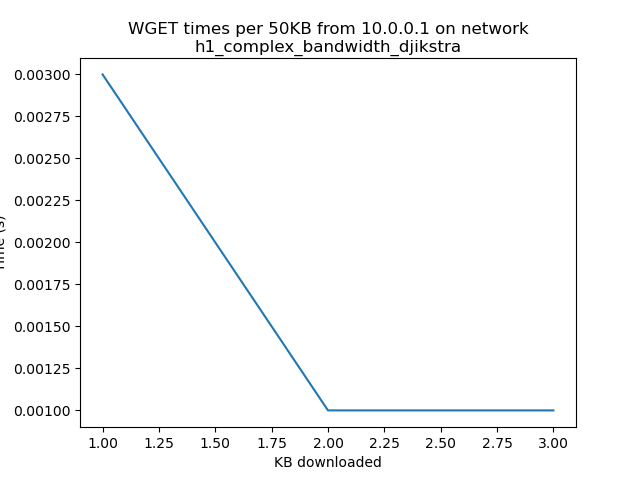 WGET times per 50KB from 10.0.0.1 on network
h1_complex_bandwidth_djikstra
0.00300
0.00275
0.00250
0.00225
0.00200
0.00175
0.00150
0.00125
0.00100
(s)
1.00 1.25 1.50 1.75 2.00 2.25 2.50 2.75 3.00
KB downloaded